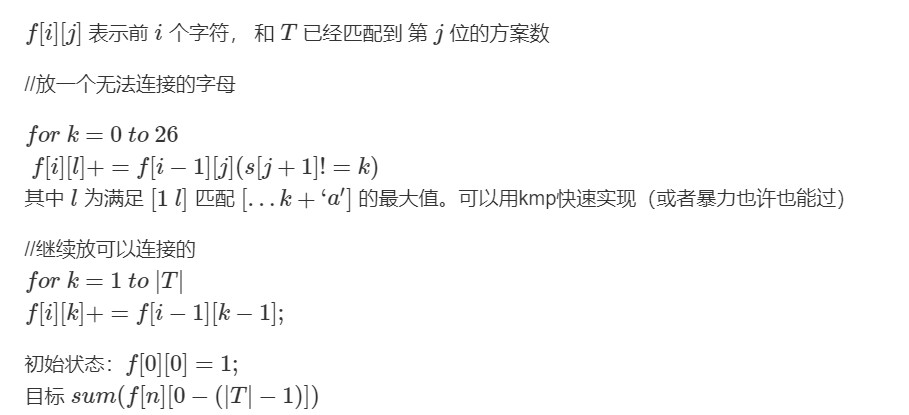 f[i][j] 表示前 i 个字符， 和 T 已经匹配到 第 j 位的方案数
//放一个无法连接的字母
for k = 0 to 26
f[i][l]+ = f[i − 1][j](s[j + 1]! = k)
其中 l 为满足 [1 l] 匹配 [. . . k + ‘a′] 的最大值。可以用kmp快速实现（或者暴力也许也能过）
//继续放可以连接的
for k = 1 to |T|
f[i][k]+ = f[i − 1][k − 1];
初始状态：f[0][0] = 1;
目标 sum(f[n][0 − (|T| − 1)])